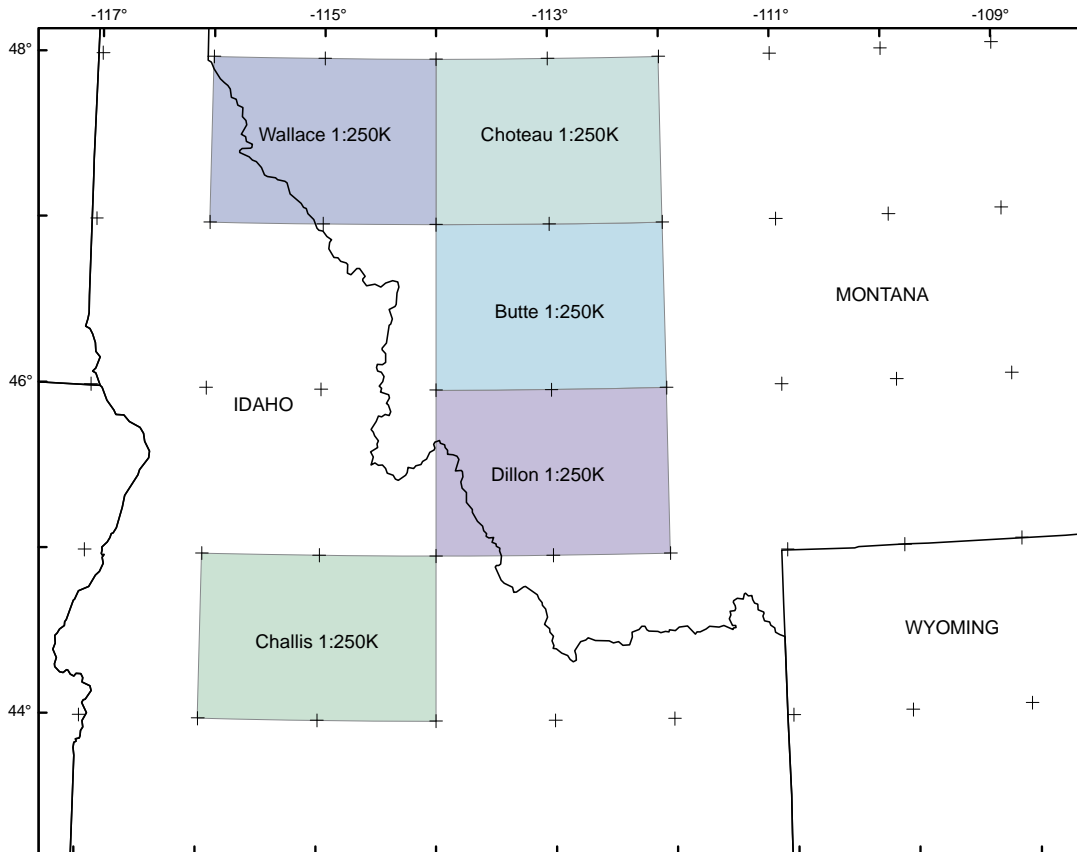 -117° -115° -113° -111° -109°
48°
Wallace 1:250K Choteau 1:250K
MONTANA
Butte 1:250K
46°
IDAHO
Dillon 1:250K
WYOMING
Challis 1:250K
44°